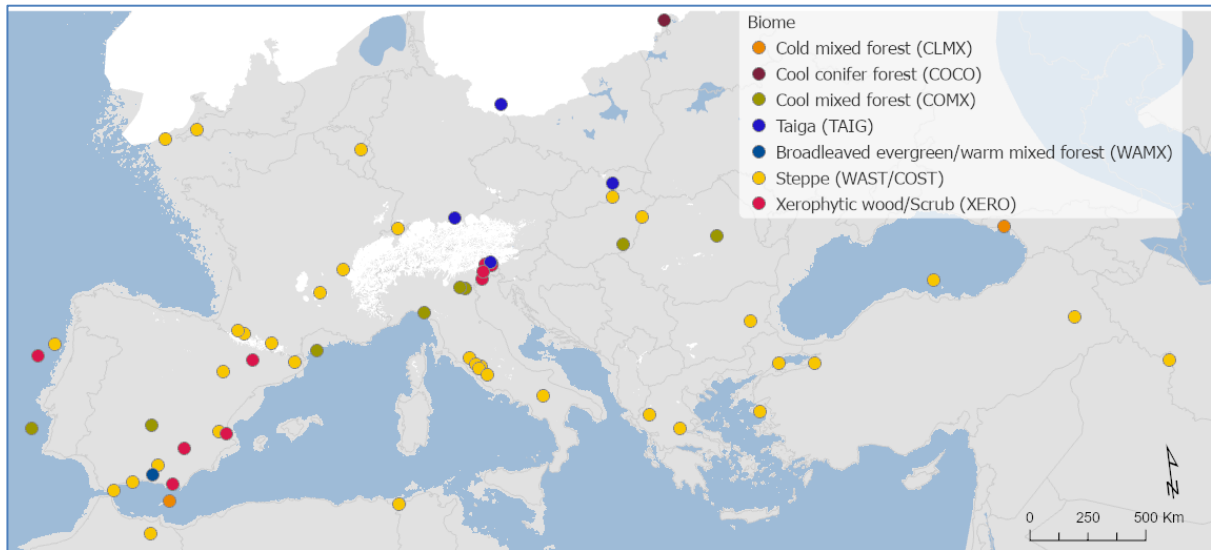 Biome
Cold mixed forest (CLMX)
Cool conifer forest (COCO)
Cool mixed forest (COMX)
Taiga (TAIG)
Broadleaved evergreen/warm mixed forest (WAMX)
Steppe (WAST/COST)
Xerophytic wood/Scrub (XERO)
N
0 250 500 Km